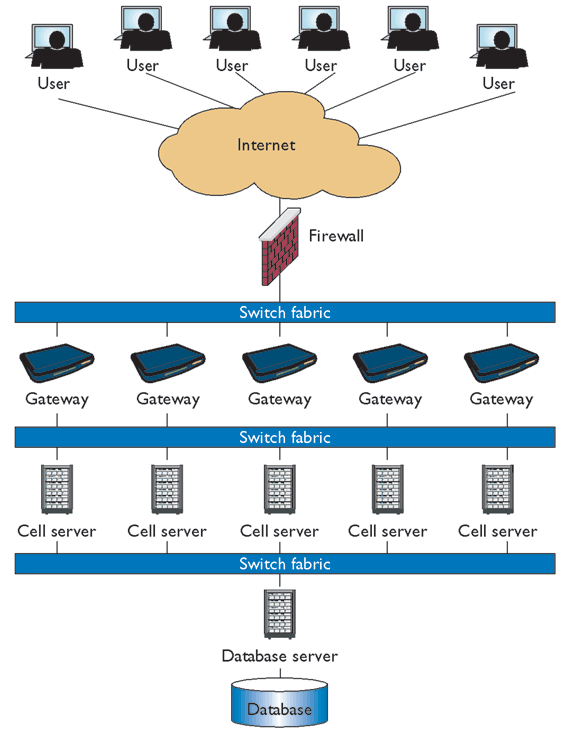 User
User
User
User
User
User
Internet
Firewall
Switch fabric
Gateway
Gateway
Gateway
Gateway
Gateway
Switch fabric
Cell server
Cell server
Cell server
Cell server
Cell server
Switch fabric
Database server
Database